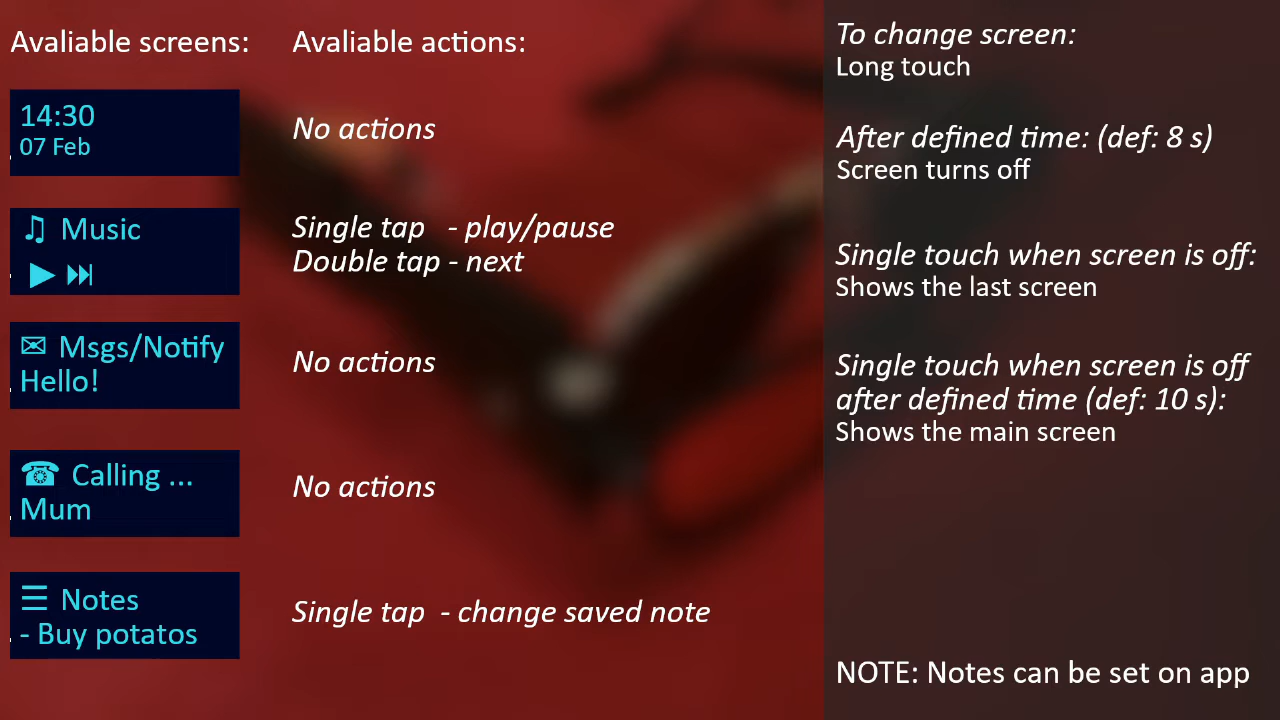 Avaliable screens:
14:30
07 Feb
♫ Music
▶ ⏭
✉ Msgs/Notify
Hello!
☎ Calling ...
Mum
☰ Notes
- Buy potatos
Avaliable actions:
No actions
Single tap - play/pause
Double tap - next
No actions
No actions
Single tap - change saved note
To change screen:
Long touch
After defined time: (def: 8 s)
Screen turns off
Single touch when screen is off:
Shows the last screen
Single touch when screen is off
after defined time (def: 10 s):
Shows the main screen
NOTE: Notes can be set on app